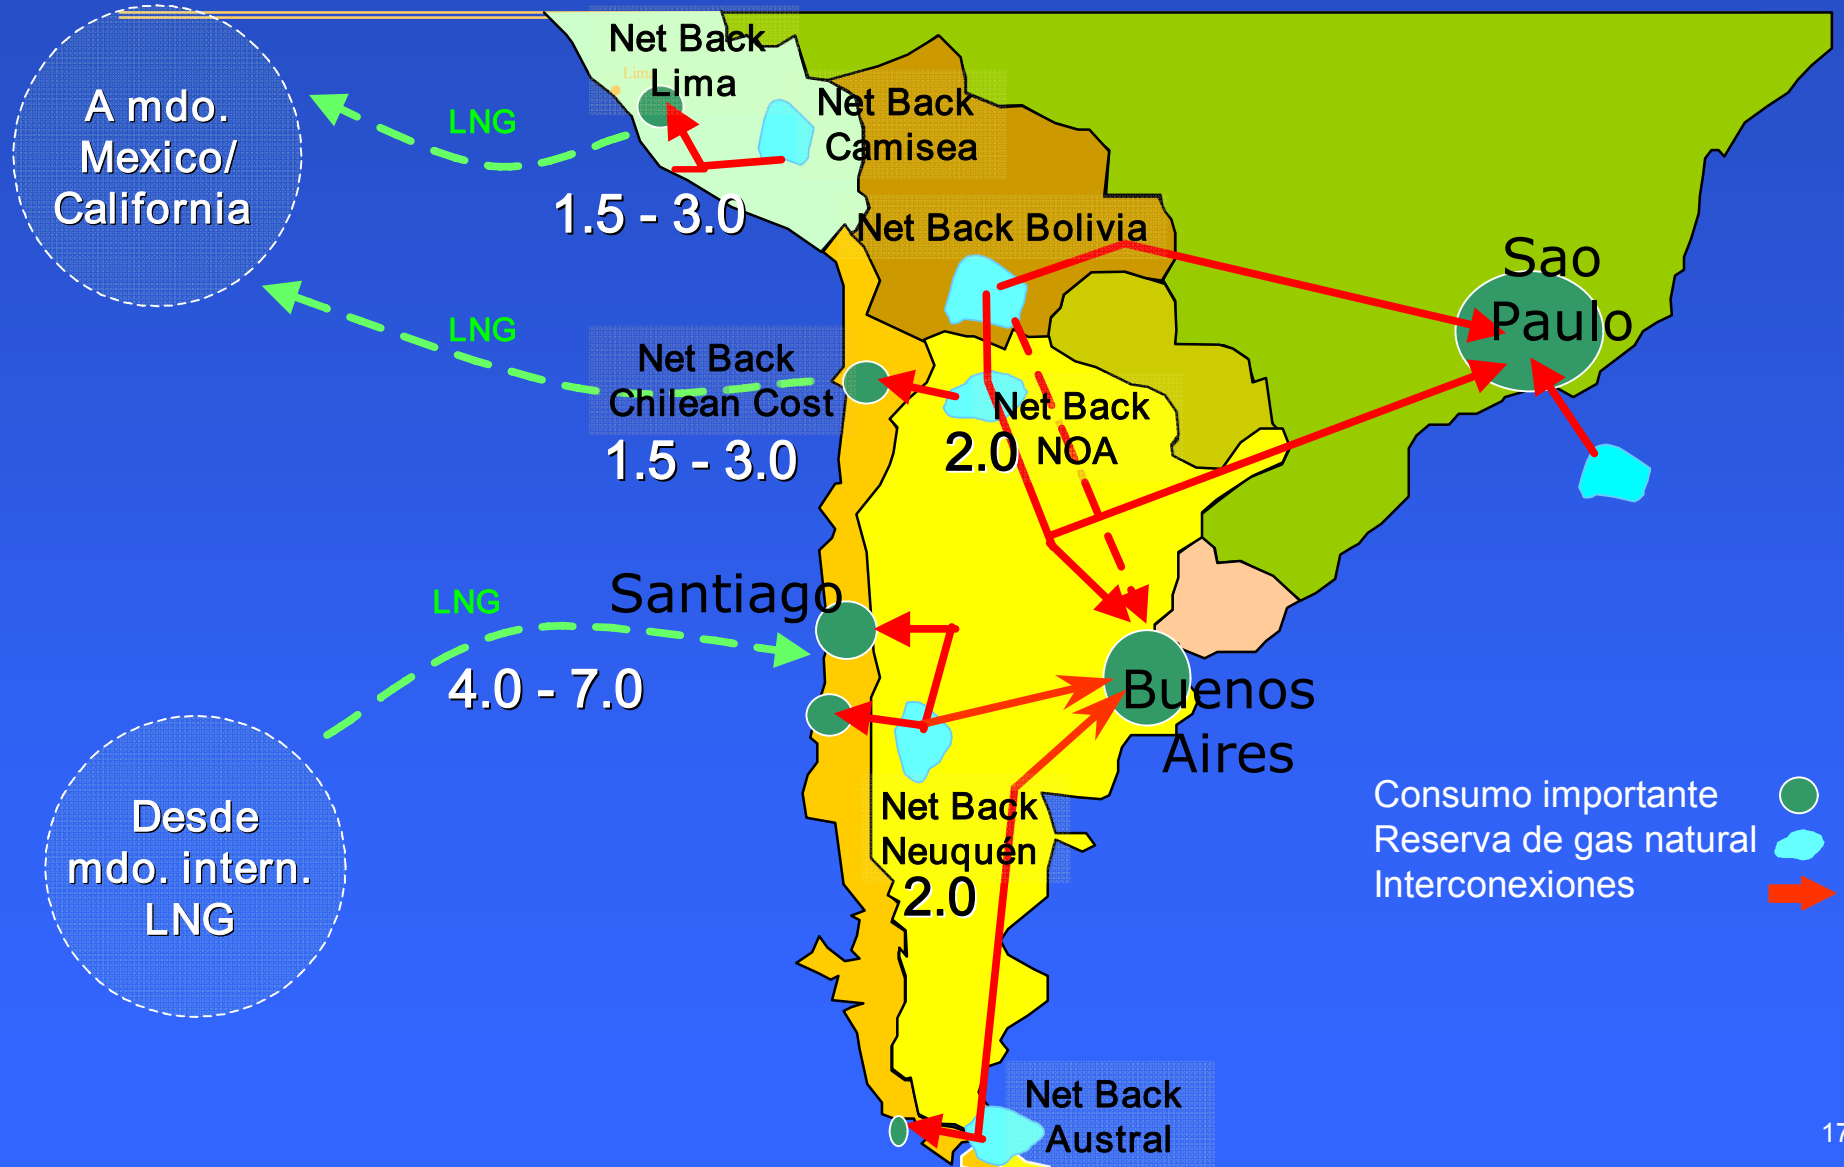 Net Back
Lima
Lima
A mdo.
Mexico/
California
LNG
Net Back
Camisea
1.5 - 3.0
Net Back Bolivia
Sao
Paulo
LNG
Net Back
Chilean Cost
1.5 - 3.0
Net Back
NOA
2.0
LNG
Santiago
4.0 - 7.0
Buenos
Aires
Desde
mdo. intern.
LNG
Net Back
Neuquén
2.0
Consumo importante
Reserva de gas natural
Interconexiones
Net Back
Austral
17